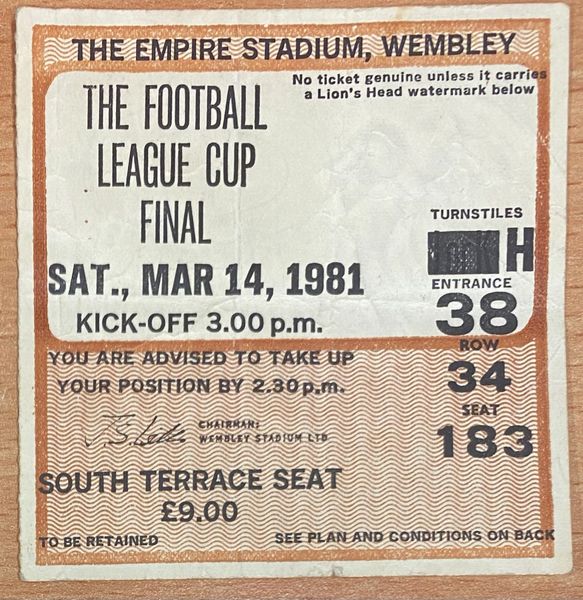 THE EMPIRE STADIUM, WEMBLEY
No ticket genuine unless it carries
a Lion's Head watermark below
THE FOOTBALL
LEAGUE CUP
FINAL
SAT., MAR 14, 1981
KICK-OFF 3.00 p.m.
TURNSTILES
H
ENTRANCE
38
ROW
34
SEAT
183
YOU ARE ADVISED TO TAKE UP
YOUR POSITION BY 2.30 p.m.
CHAIRMAN:
WEMBLEY STADIUM LTD
SOUTH TERRACE SEAT
£9.00
TO BE RETAINED
SEE PLAN AND CONDITIONS ON BACK